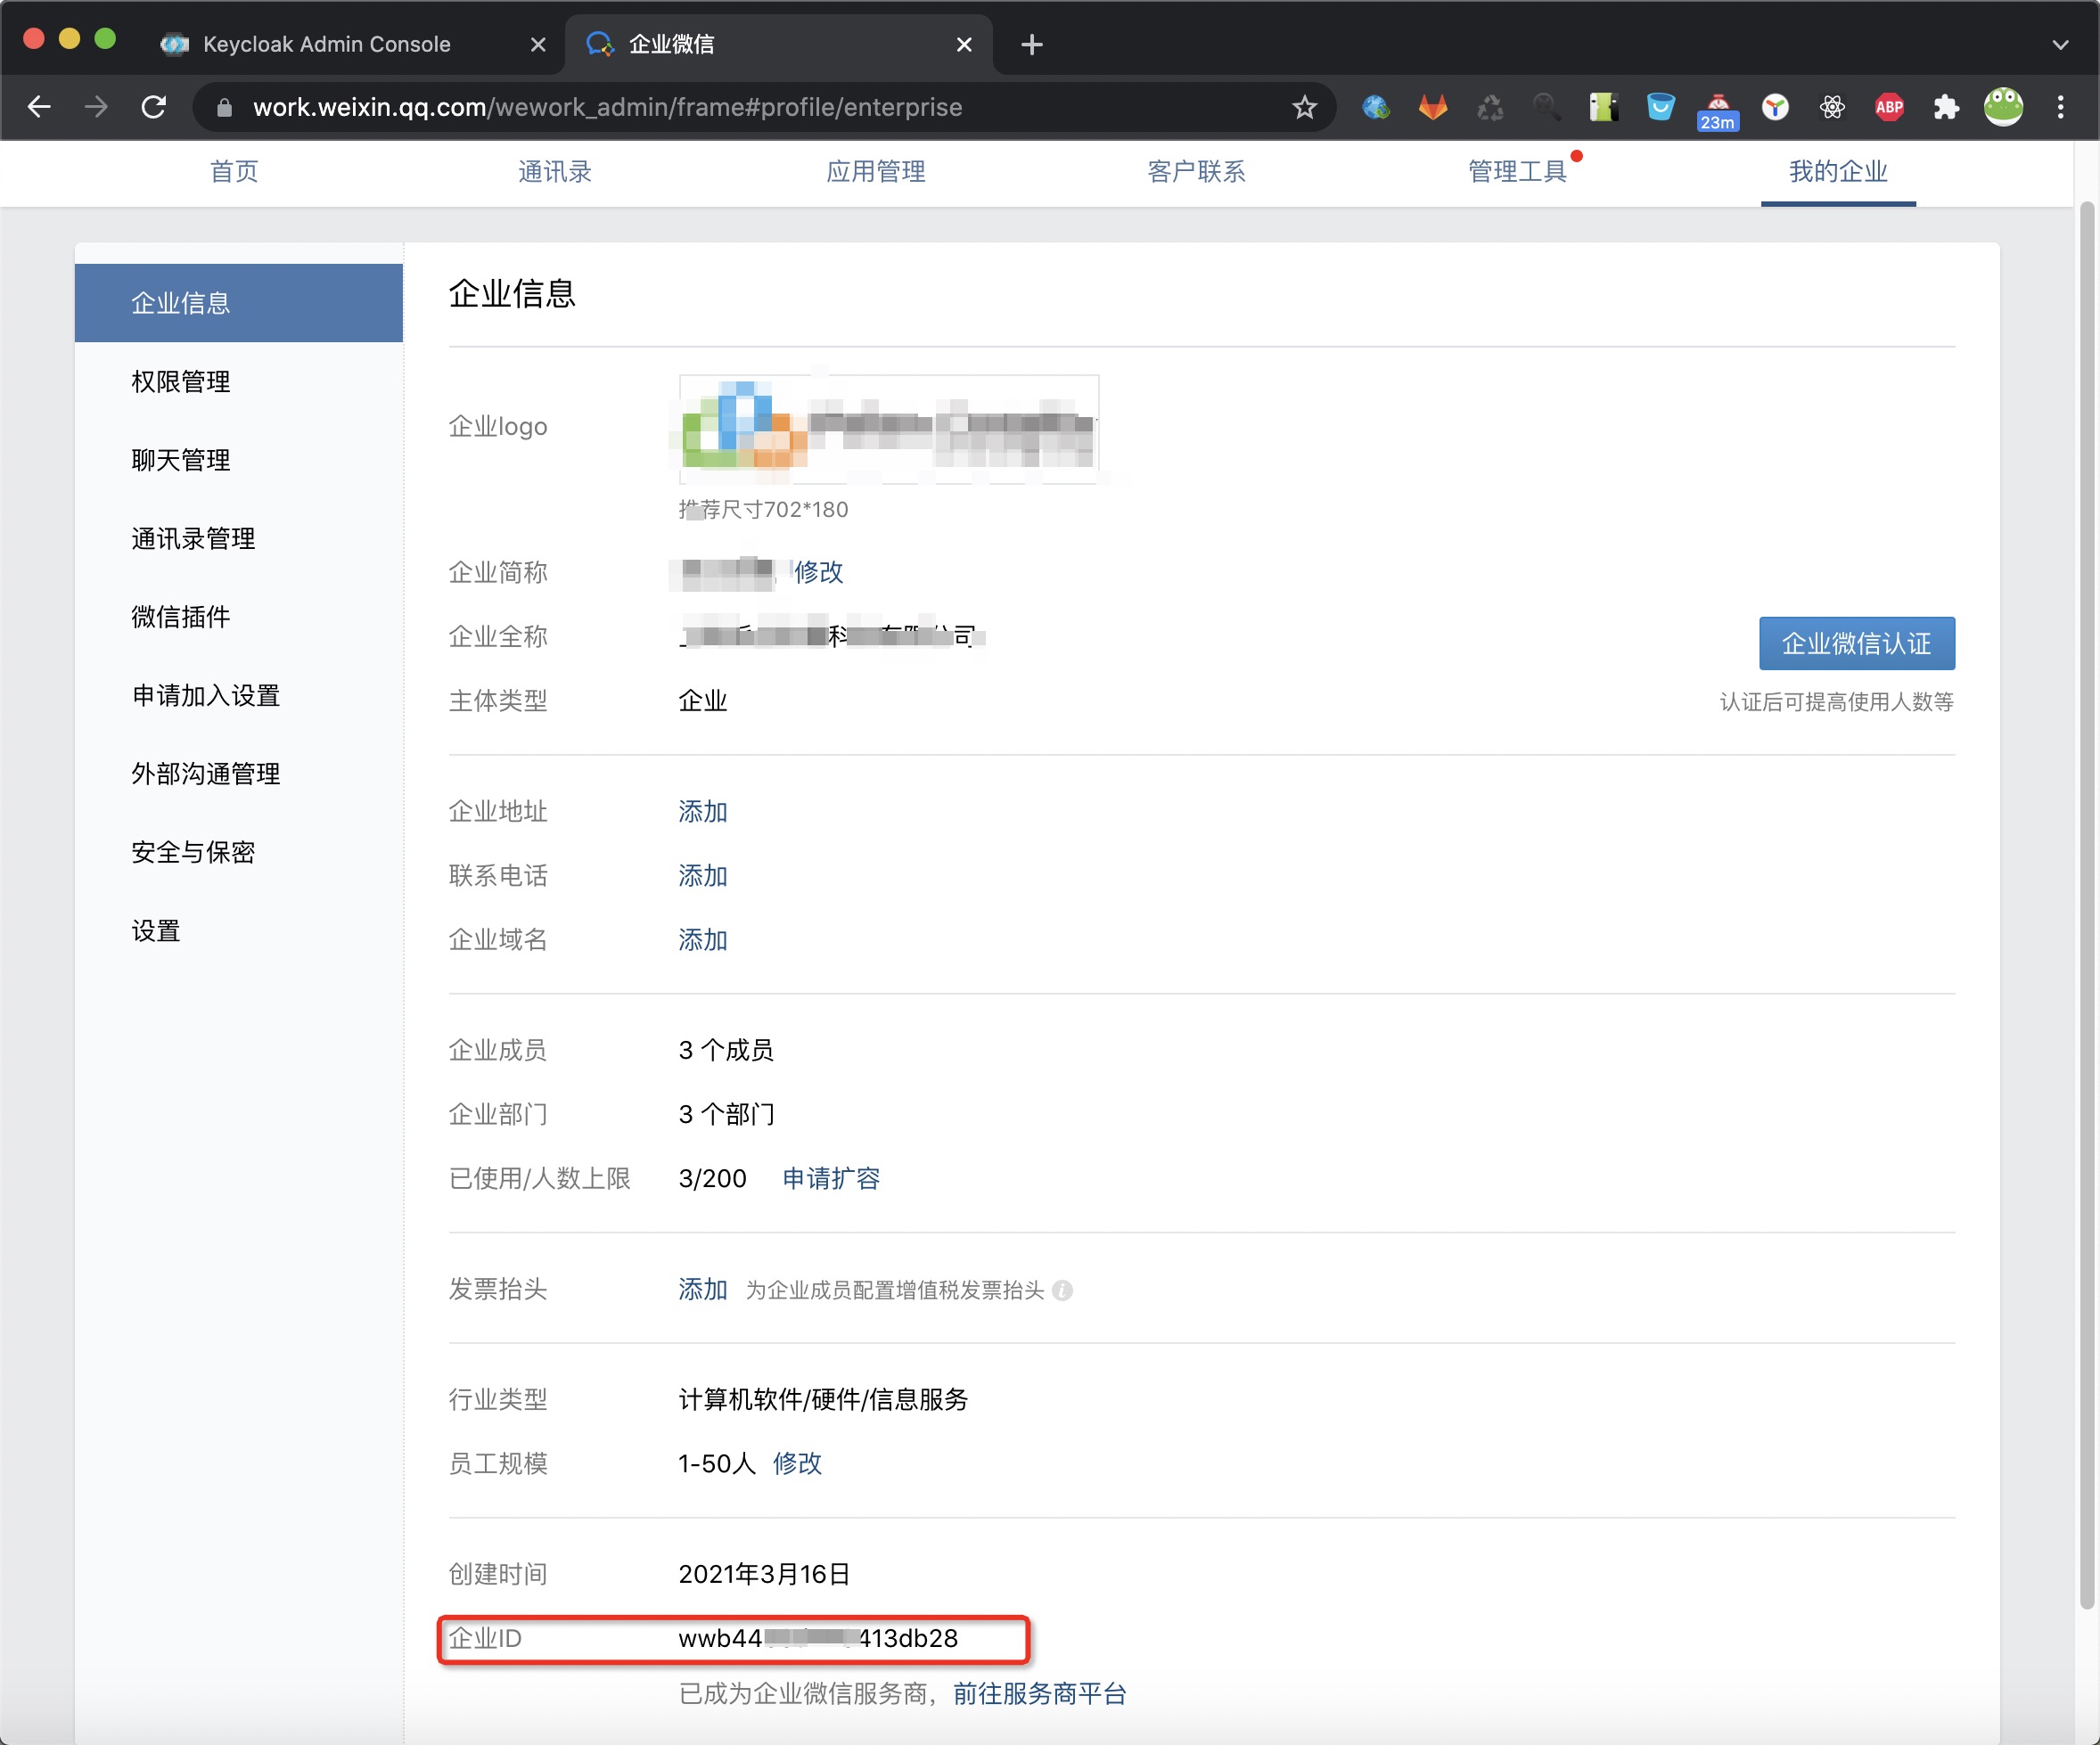 Keycloak Admin Console
企业微信
work.weixin.qq.com/wework_admin/frame#profile/enterprise
23m
ABP
首页
通讯录
应用管理
客户联系
管理工具
我的企业
企业信息
权限管理
聊天管理
通讯录管理
微信插件
申请加入设置
外部沟通管理
安全与保密
设置
企业信息
企业logo
推荐尺寸702*180
企业简称 修改
企业全称 科 有限公司
企业微信认证
主体类型 企业
认证后可提高使用人数等
企业地址 添加
联系电话 添加
企业域名 添加
企业成员 3 个成员
企业部门 3 个部门
已使用/人数上限 3/200 申请扩容
发票抬头 添加 为企业成员配置增值税发票抬头
行业类型 计算机软件/硬件/信息服务
员工规模 1-50人 修改
创建时间 2021年3月16日
企业ID wwb44 413db28
已成为企业微信服务商，前往服务商平台